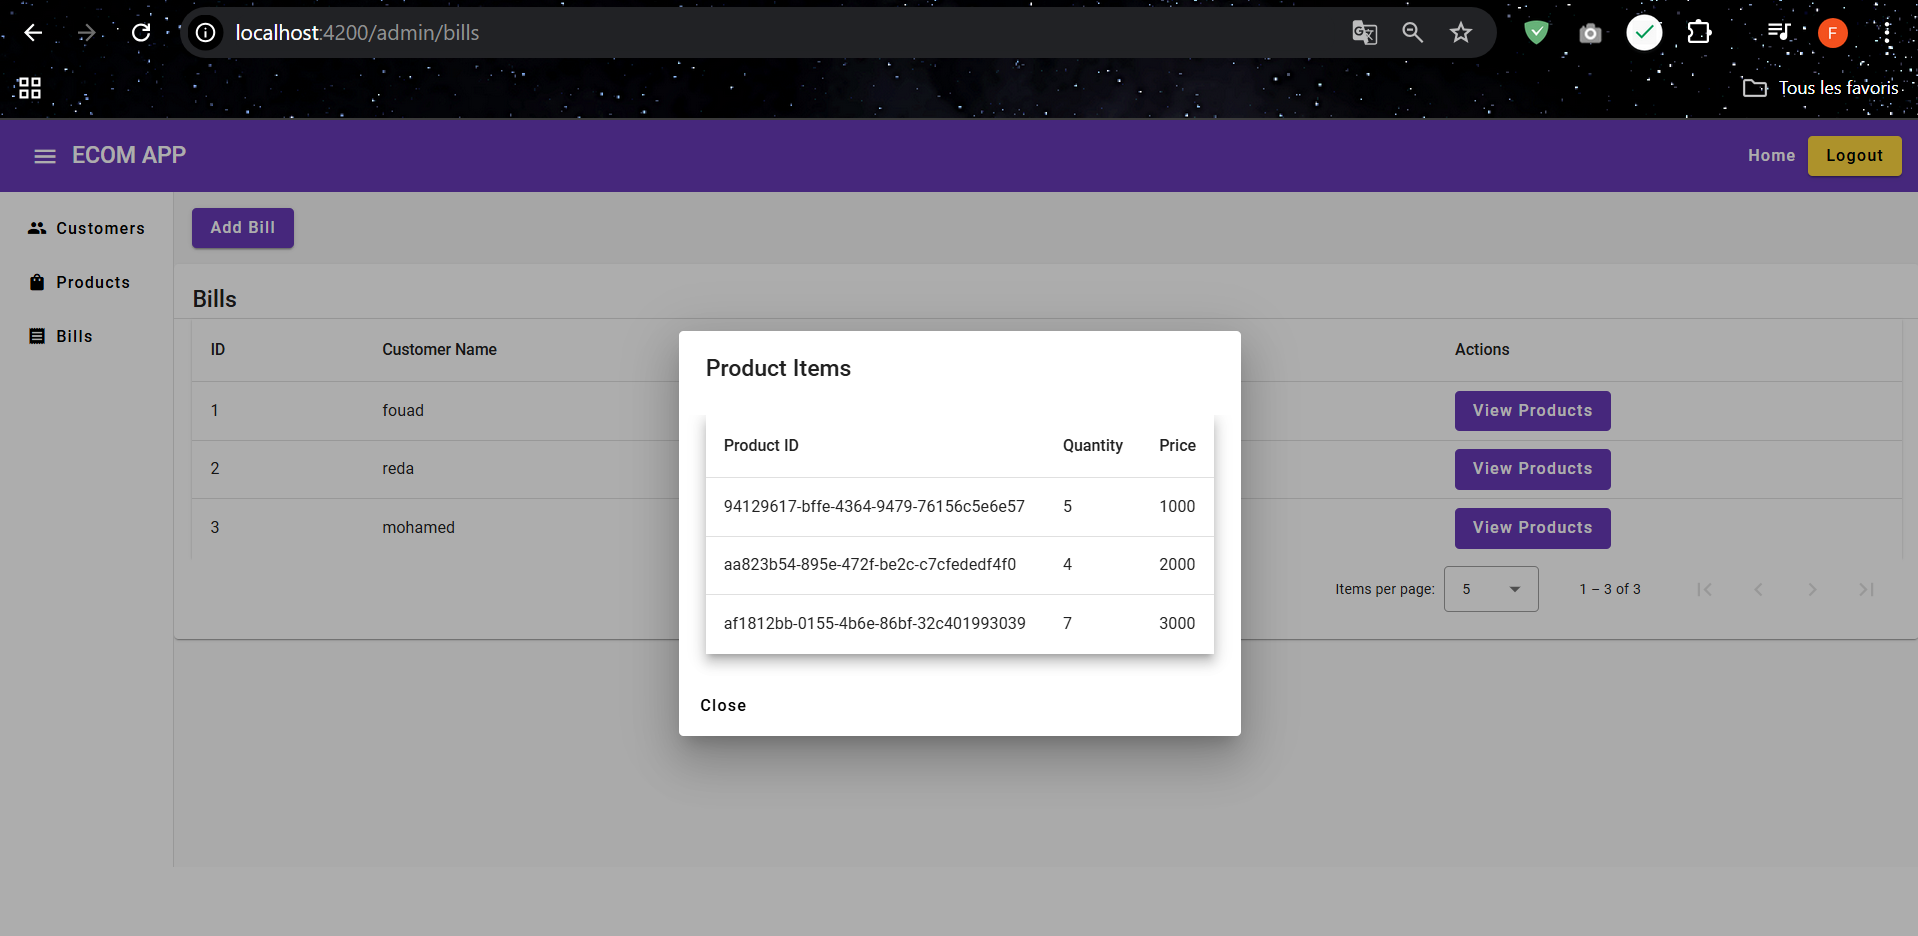 localhost:4200/admin/bills
F
Tous les favoris
ECOM APP
Home
Logout
Customers
Products
Bills
Add Bill
Bills
ID Customer Name Actions
1 fouad View Products
2 reda View Products
3 mohamed View Products
Items per page: 5 1 – 3 of 3
Product Items
Product ID Quantity Price
94129617-bffe-4364-9479-76156c5e6e57 5 1000
aa823b54-895e-472f-be2c-c7cfededf4f0 4 2000
af1812bb-0155-4b6e-86bf-32c401993039 7 3000
Close